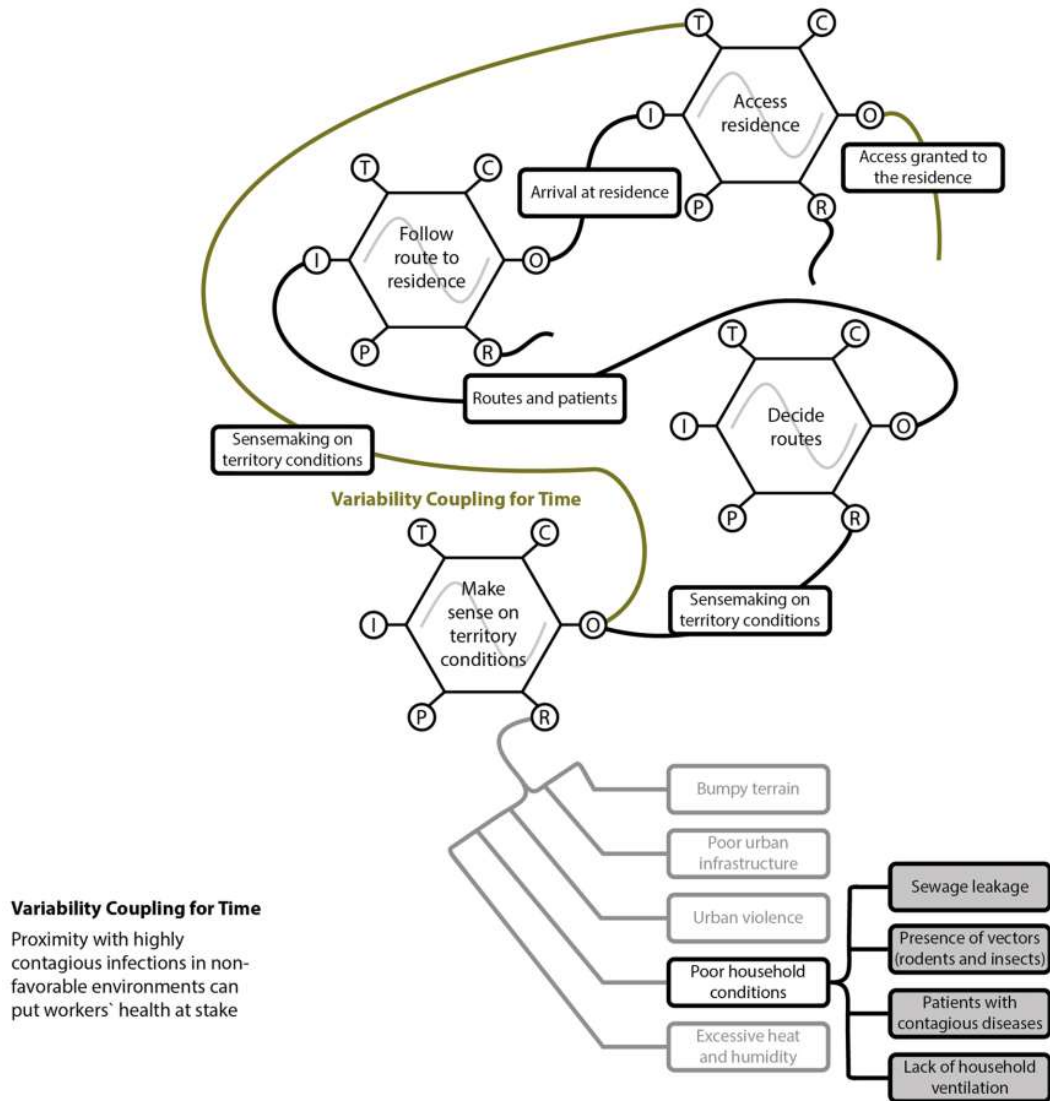 T
C
I
Access
residence
O
P
R
Access granted to
the residence
Arrival at residence
T
C
I
Follow
route to
residence
O
P
R
Routes and patients
T
C
I
Decide
routes
O
P
R
Sensemaking on
territory conditions
Variability Coupling for Time
T
C
I
Make
sense on
territory
conditions
O
P
R
Sensemaking on
territory conditions
Bumpy terrain
Poor urban
infrastructure
Urban violence
Poor household
conditions
Excessive heat
and humidity
Sewage leakage
Presence of vectors
(rodents and insects)
Patients with
contagious diseases
Lack of household
ventilation
Variability Coupling for Time
Proximity with highly
contagious infections in non-
favorable environments can
put workers` health at stake